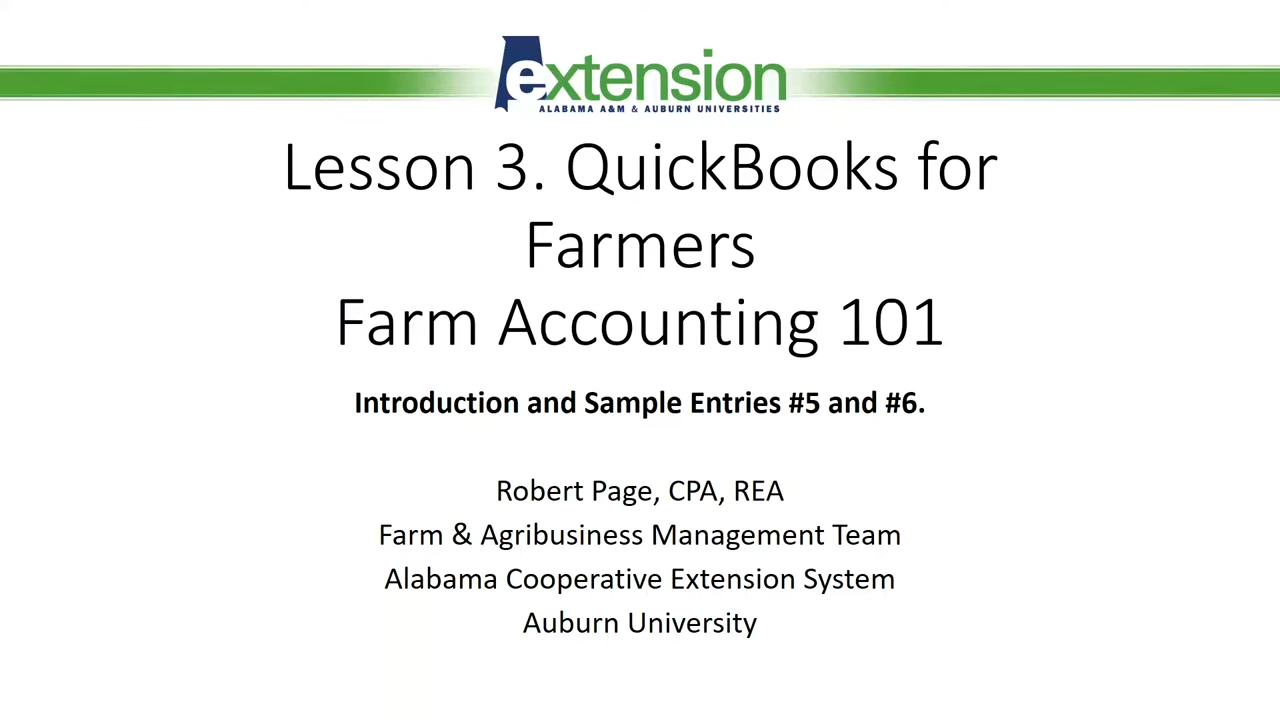 extension
ALABAMA A&M & AUBURN UNIVERSITIES
Lesson 3. QuickBooks for
Farmers
Farm Accounting 101
Introduction and Sample Entries #5 and #6.
Robert Page, CPA, REA
Farm & Agribusiness Management Team
Alabama Cooperative Extension System
Auburn University